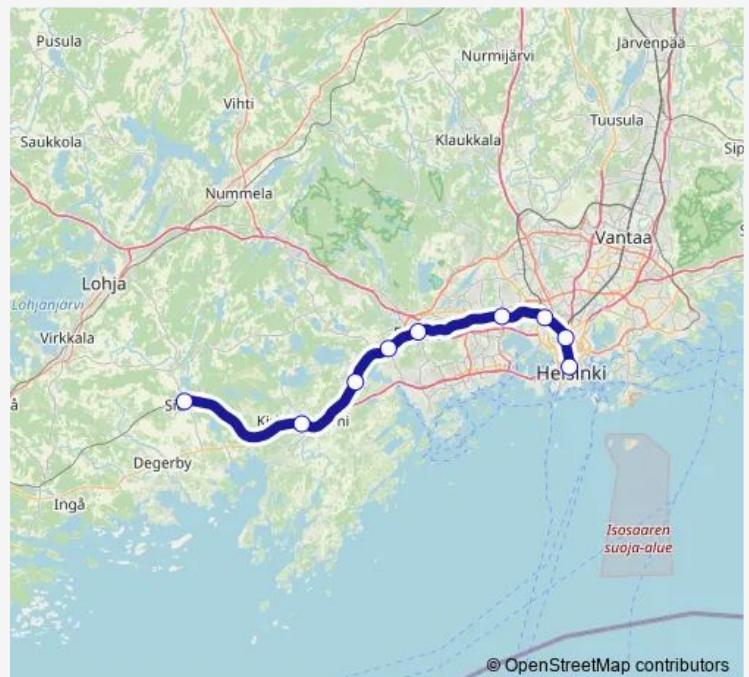 Pusula
Järvenpää
Nurmijärvi
Vihti
Tuusula
Saukkola
Klaukkala
Sip
Nummela
Vantaa
Lohja
Lohjanjärvi
Virkkala
Helsinki
Degerby
Ingå
Isosaaren
suoja-alue
© OpenStreetMap contributors